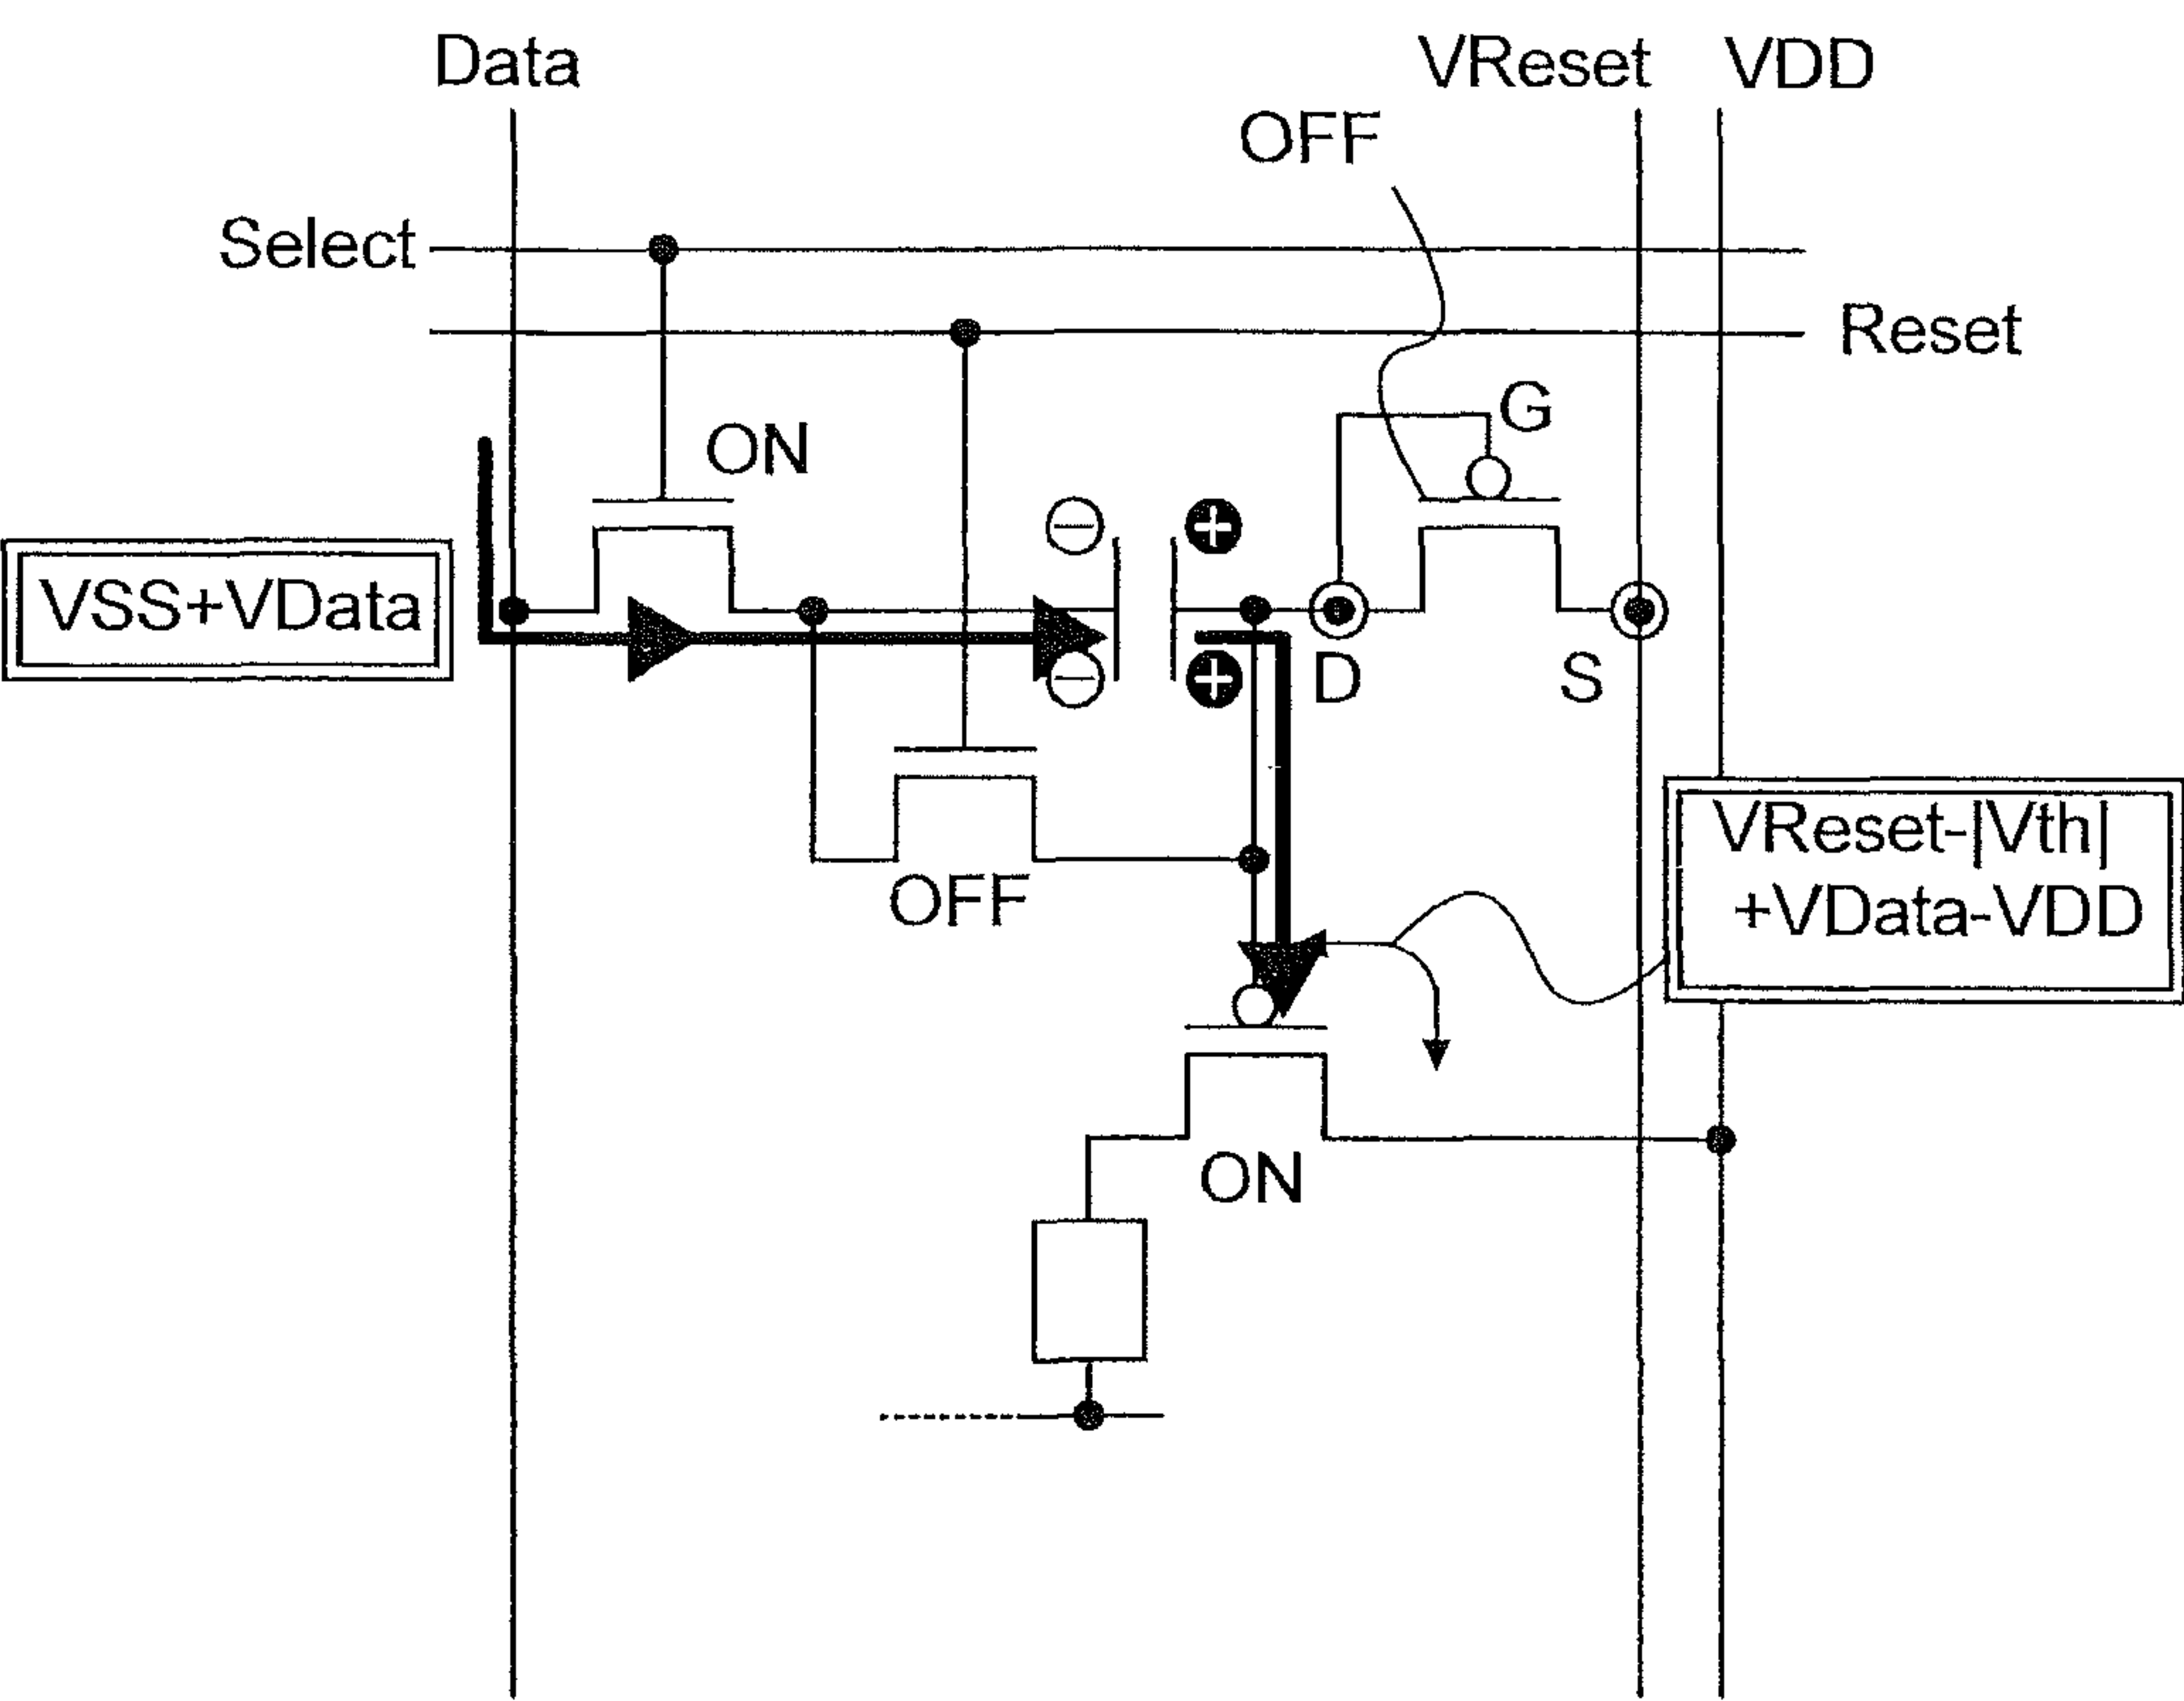 Data
VReset
VDD
OFF
Select
Reset
G
ON
VSS+VData
D
S
VReset-|Vth|
+VData-VDD
OFF
ON